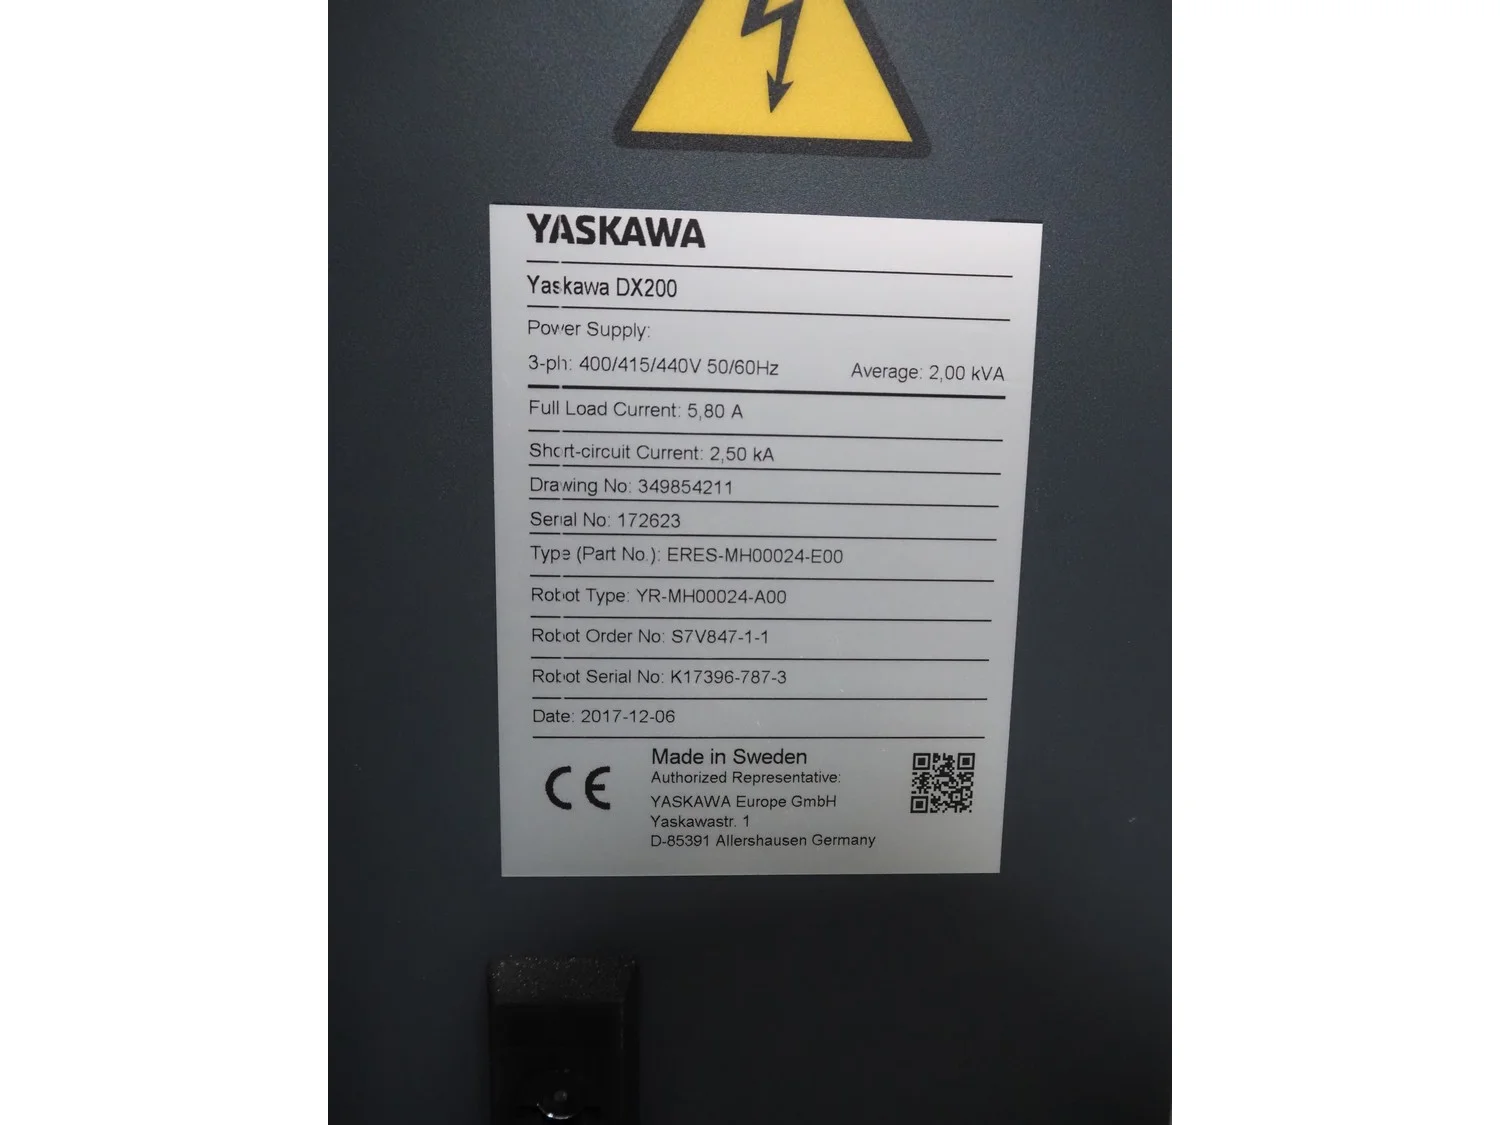 YASKAWA
Yaskawa DX200
Power Supply:
3-ph: 400/415/440V 50/60Hz Average: 2,00 kVA
Full Load Current: 5,80 A
Short-circuit Current: 2,50 kA
Drawing No: 349854211
Serial No: 172623
Type (Part No.): ERES-MH00024-E00
Robot Type: YR-MH00024-A00
Robot Order No: S7V847-1-1
Robot Serial No: K17396-787-3
Date: 2017-12-06
CE
Made in Sweden
Authorized Representative:
YASKAWA Europe GmbH
Yaskawastr. 1
D-85391 Allershausen Germany